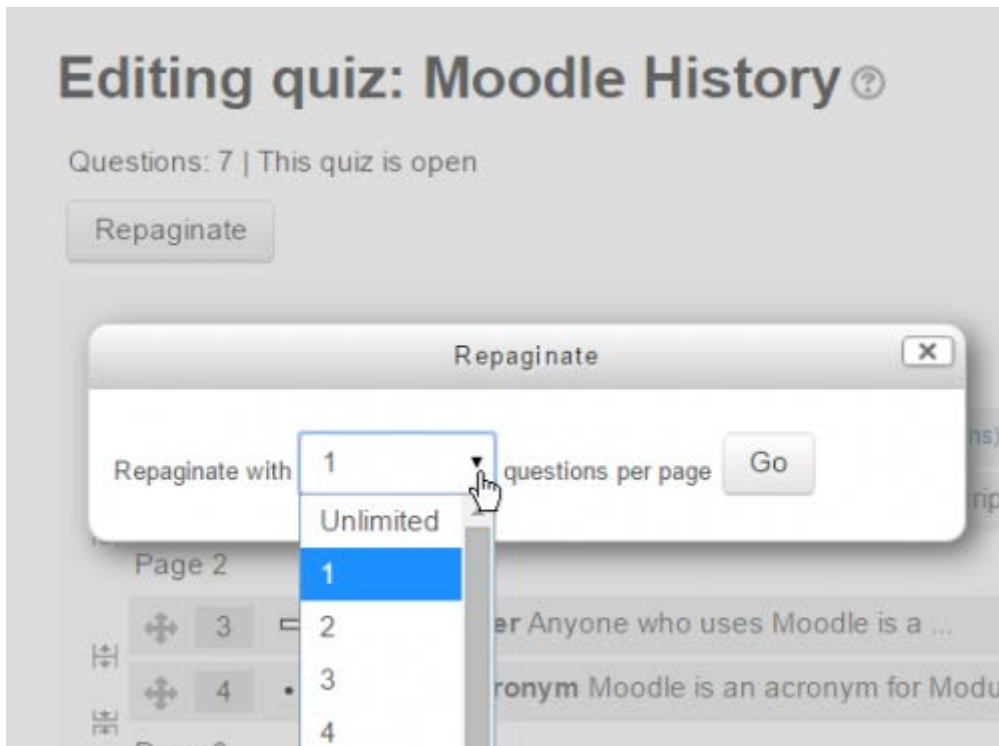 Editing quiz: Moodle History ?
Questions: 7 | This quiz is open
Repaginate
Repaginate
Repaginate with 1 questions per page Go
Unlimited
1
2
3
4
ns)
rip
Page 2
3 er Anyone who uses Moodle is a ...
4 ronym Moodle is an acronym for Modu